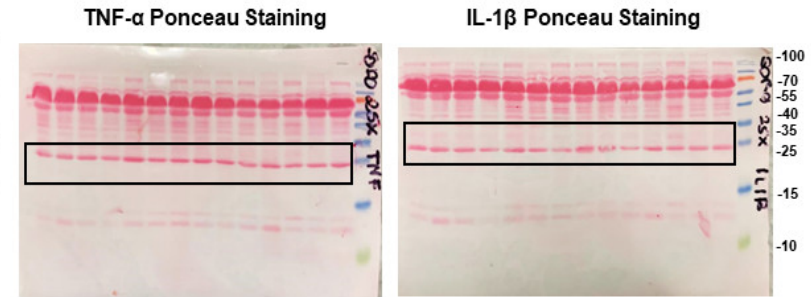 TNF-α Ponceau Staining
IL-1β Ponceau Staining
25X TNF
25X IL1β
-100
-70
-55
-40
-35
-25
-15
-10